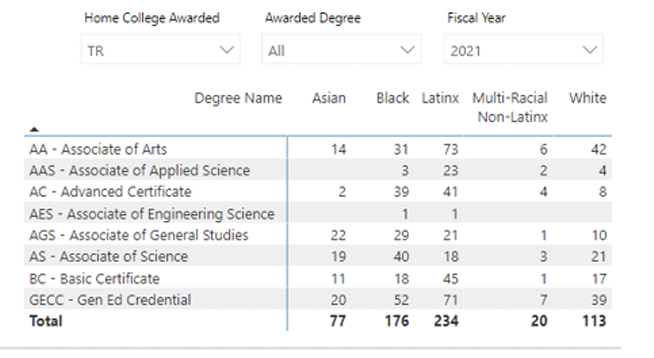 Home College Awarded Awarded Degree Fiscal Year
TR All 2021
Degree Name Asian Black Latinx Multi-Racial White
Non-Latinx
AA - Associate of Arts 14 31 73 6 42
AAS - Associate of Applied Science 3 23 2 4
AC - Advanced Certificate 2 39 41 4 8
AES - Associate of Engineering Science 1 1
AGS - Associate of General Studies 22 29 21 1 10
AS - Associate of Science 19 40 18 3 21
BC - Basic Certificate 11 18 45 1 17
GECC - Gen Ed Credential 20 52 71 7 39
Total 77 176 234 20 113